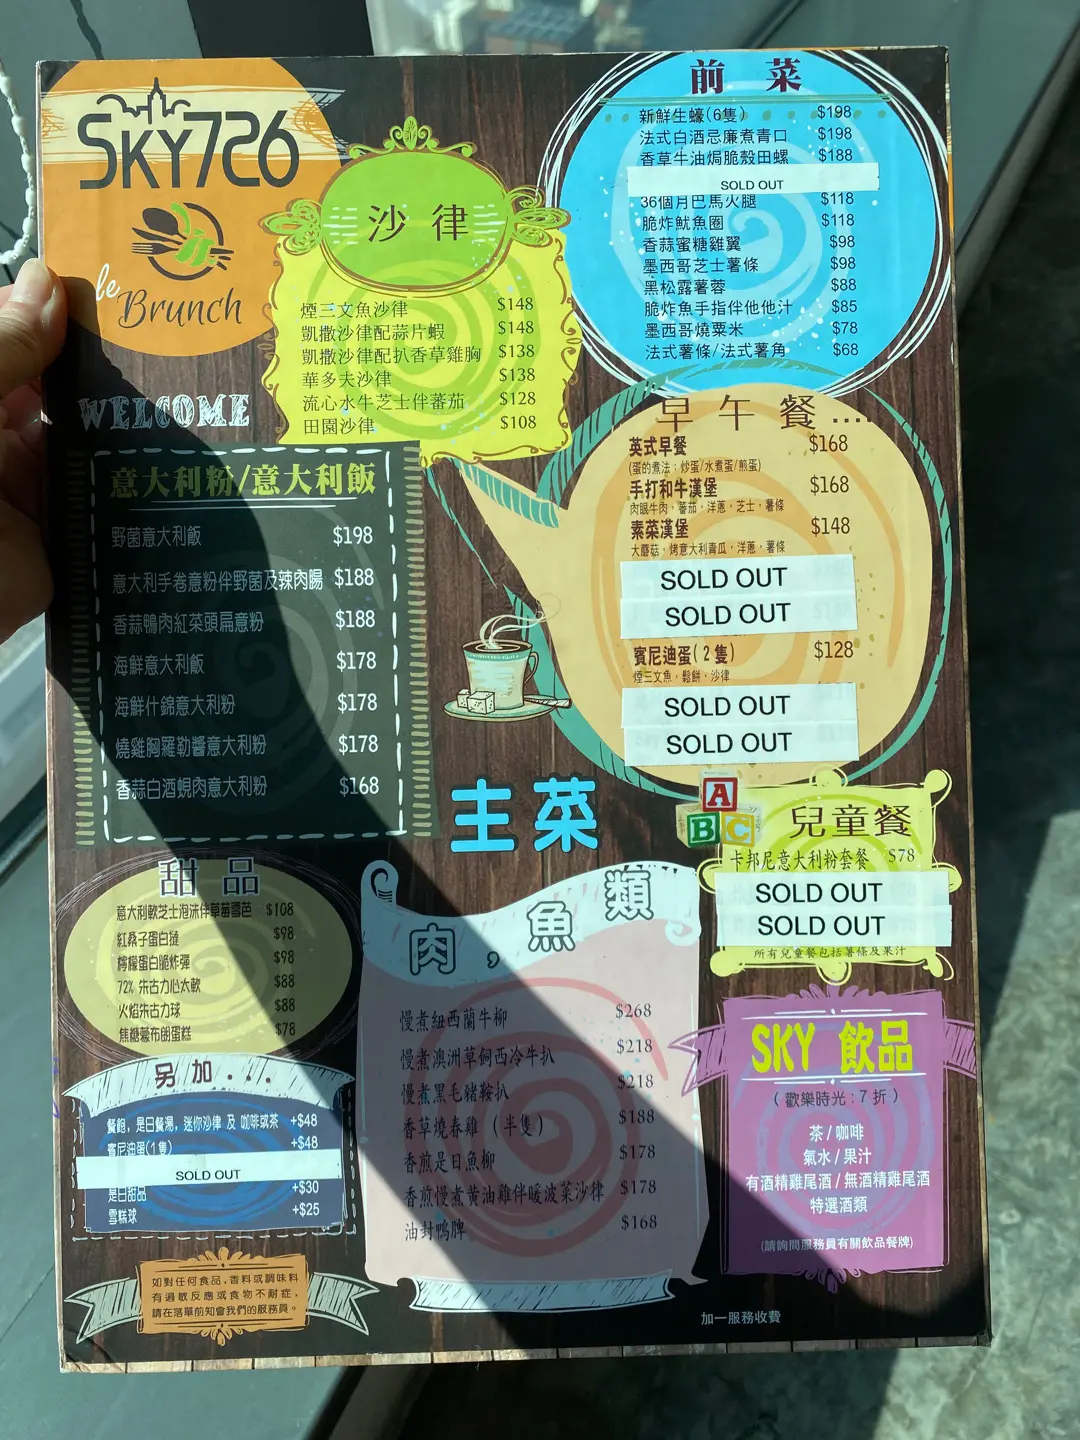 SKY726
le
Brunch
WELCOME
沙 律
煙三文魚沙律 $148
凱撒沙律配蒜片蝦 $148
凱撒沙律配扒香草雞胸 $138
華多夫沙律 $138
流心水牛芝士伴蕃茄 $128
田園沙律 $108
前 菜
新鮮生蠔(6隻) $198
法式白酒忌廉煮青口 $198
香草牛油焗脆殼田螺 $188
SOLD OUT
36個月巴馬火腿 $118
脆炸魷魚圈 $118
香蒜蜜糖雞翼 $98
墨西哥芝士薯條 $98
黑松露薯蓉 $88
脆炸魚手指伴他他汁 $85
墨西哥燒粟米 $78
法式薯條/法式薯角 $68
意大利粉/意大利飯
野菌意大利飯 $198
意大利手卷意粉伴野菌及辣肉腸 $188
香蒜鴨肉紅菜頭扁意粉 $188
海鮮意大利飯 $178
海鮮什錦意大利粉 $178
燒雞胸羅勒醬意大利粉 $178
香蒜白酒蜆肉意大利粉 $168
早 午 餐 ....
英式早餐 $168
(蛋的煮法：炒蛋/水煮蛋/煎蛋)
手打和牛漢堡 $168
肉眼牛肉，蕃茄，洋蔥，芝士，薯條
素菜漢堡 $148
大蘑菇，烤意大利青瓜，洋蔥，薯條
SOLD OUT
SOLD OUT
賓尼迪蛋(2隻) $128
煙三文魚，鬆餅，沙律
SOLD OUT
SOLD OUT
主菜
肉，魚類
慢煮紐西蘭牛柳 $268
慢煮澳洲草飼西冷牛扒 $218
慢煮黑毛豬鞍扒 $218
香草燒春雞（半隻） $188
香煎是日魚柳 $178
香煎慢煮黃油雞伴暖波菜沙律 $178
油封鴨髀 $168
A
B C
兒童餐
卡邦尼意大利粉套餐 $78
SOLD OUT
SOLD OUT
所有兒童餐包括薯條及果汁
甜 品
意大利軟芝士泡沫伴草莓雪芭 $108
紅桑子蛋白撻 $98
檸檬蛋白脆炸彈 $98
72% 朱古力心太軟 $88
火焰朱古力球 $88
焦糖蘋布朗蛋糕 $78
另 加 . . .
餐飽，是日餐湯，迷你沙律 及 咖啡或茶 +$48
賓尼迪蛋(1隻) +$48
SOLD OUT
是日甜品 +$30
雪糕球 +$25
如對任何食品，香料或調味料
有過敏反應或食物不耐症，
請在落單前知會我們的服務員。
SKY 飲品
（歡樂時光：7 折）
茶 / 咖啡
氣水 / 果汁
有酒精雞尾酒 / 無酒精雞尾酒
特選酒類
(請詢問服務員有關飲品餐牌)
加一服務收費